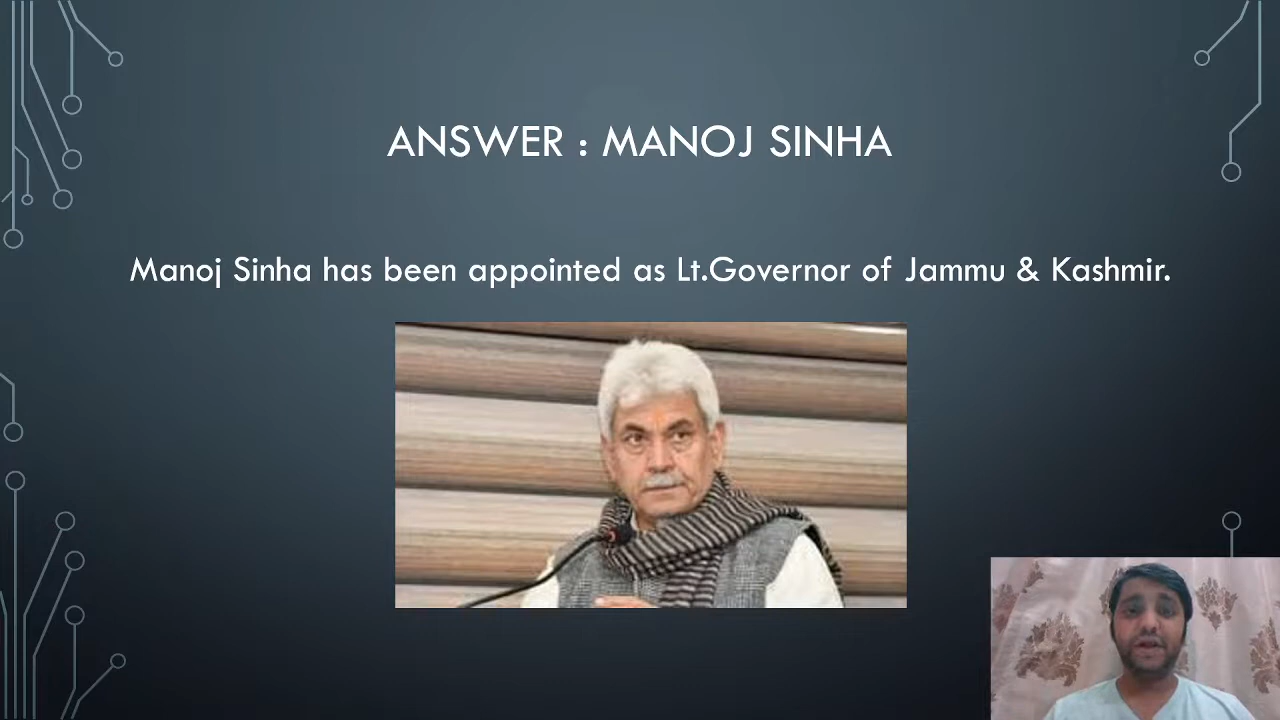 ANSWER : MANOJ SINHA
Manoj Sinha has been appointed as Lt.Governor of Jammu & Kashmir.